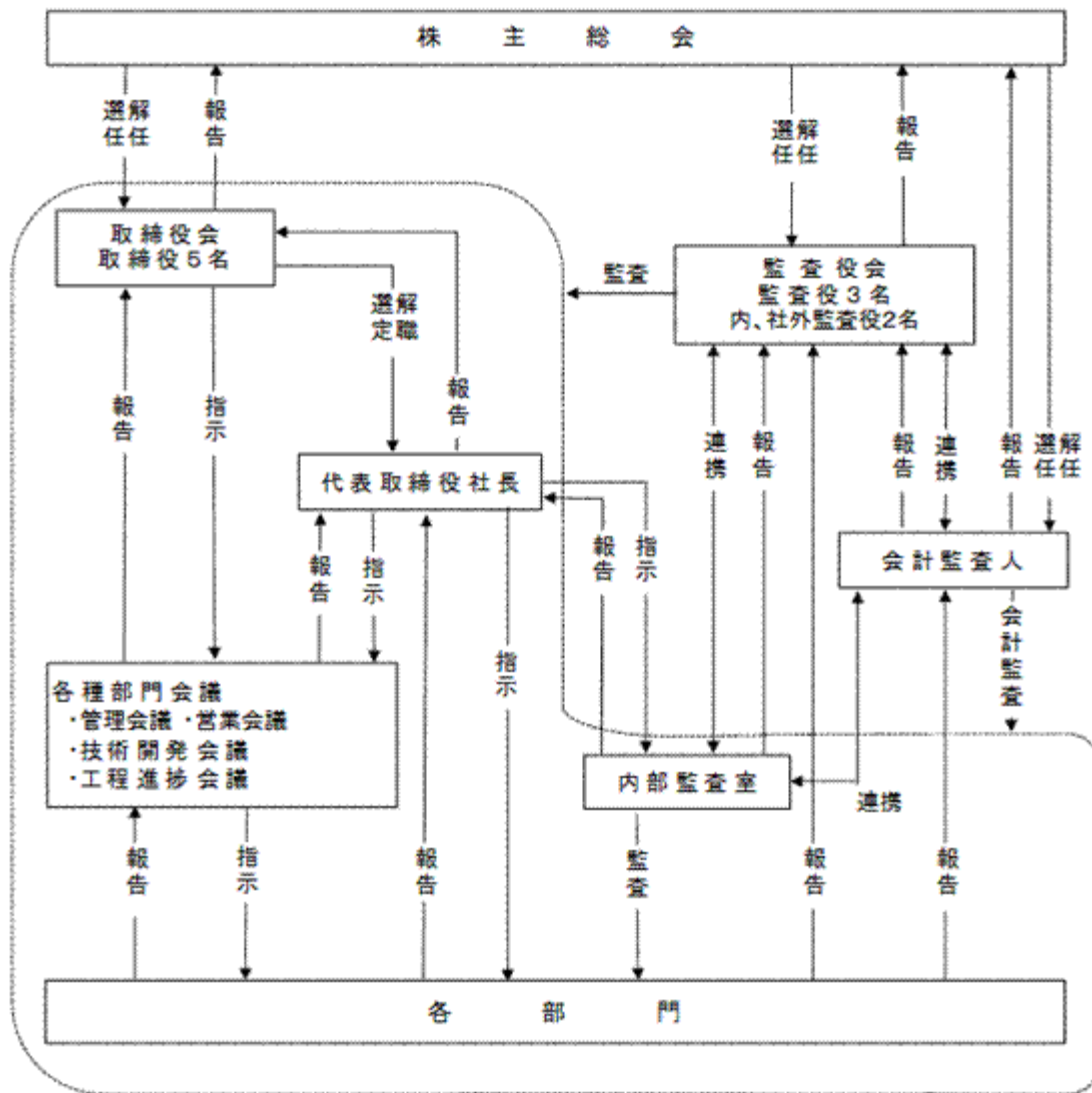 株主総会
選任
解任
報告
選任
解任
報告
取締役会
取締役5名
監査
監査役会
監査役3名
内、社外監査役2名
選定
解職
報告
報告
指示
連携
報告
報告
連携
報告
選任
解任
代表取締役社長
報告
指示
報告
指示
会計監査人
会計監査
指示
各種部門会議
・管理会議・営業会議
・技術開発会議
・工程進捗会議
内部監査室
連携
報告
指示
報告
監査
報告
報告
各部門